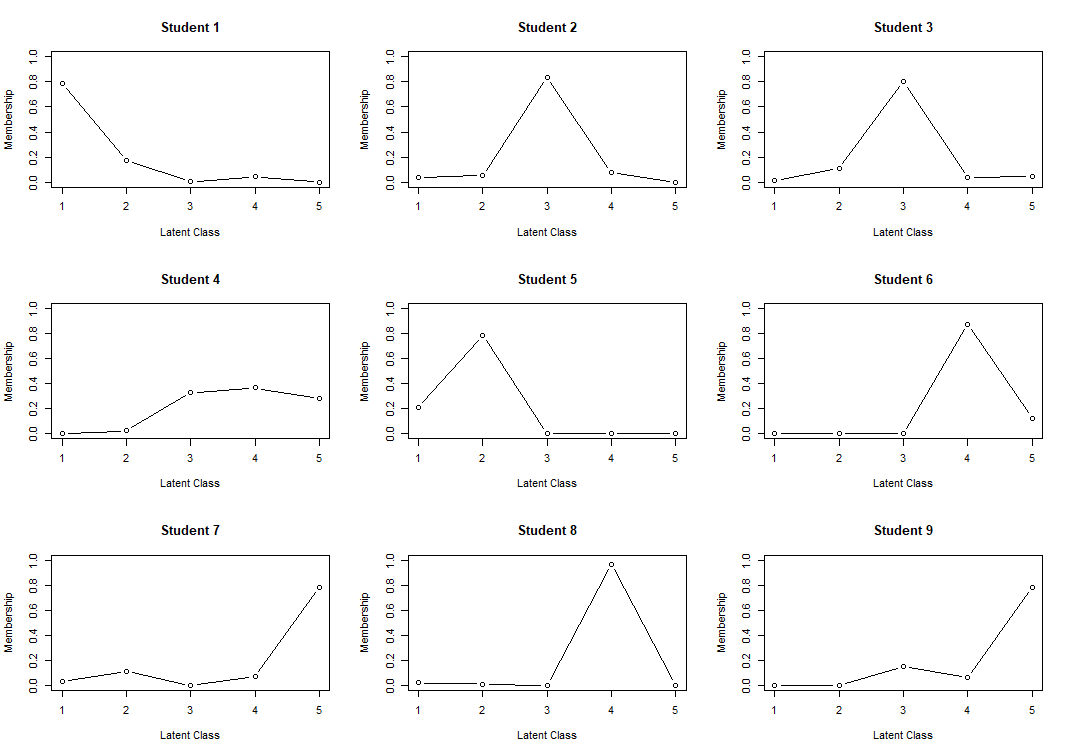 Student 1
Student 2
Student 3
Membership
0.0 0.2 0.4 0.6 0.8 1.0
1 2 3 4 5
Latent Class
Membership
0.0 0.2 0.4 0.6 0.8 1.0
1 2 3 4 5
Latent Class
Membership
0.0 0.2 0.4 0.6 0.8 1.0
1 2 3 4 5
Latent Class
Student 4
Student 5
Student 6
Membership
0.0 0.2 0.4 0.6 0.8 1.0
1 2 3 4 5
Latent Class
Membership
0.0 0.2 0.4 0.6 0.8 1.0
1 2 3 4 5
Latent Class
Membership
0.0 0.2 0.4 0.6 0.8 1.0
1 2 3 4 5
Latent Class
Student 7
Student 8
Student 9
Membership
0.0 0.2 0.4 0.6 0.8 1.0
1 2 3 4 5
Latent Class
Membership
0.0 0.2 0.4 0.6 0.8 1.0
1 2 3 4 5
Latent Class
Membership
0.0 0.2 0.4 0.6 0.8 1.0
1 2 3 4 5
Latent Class